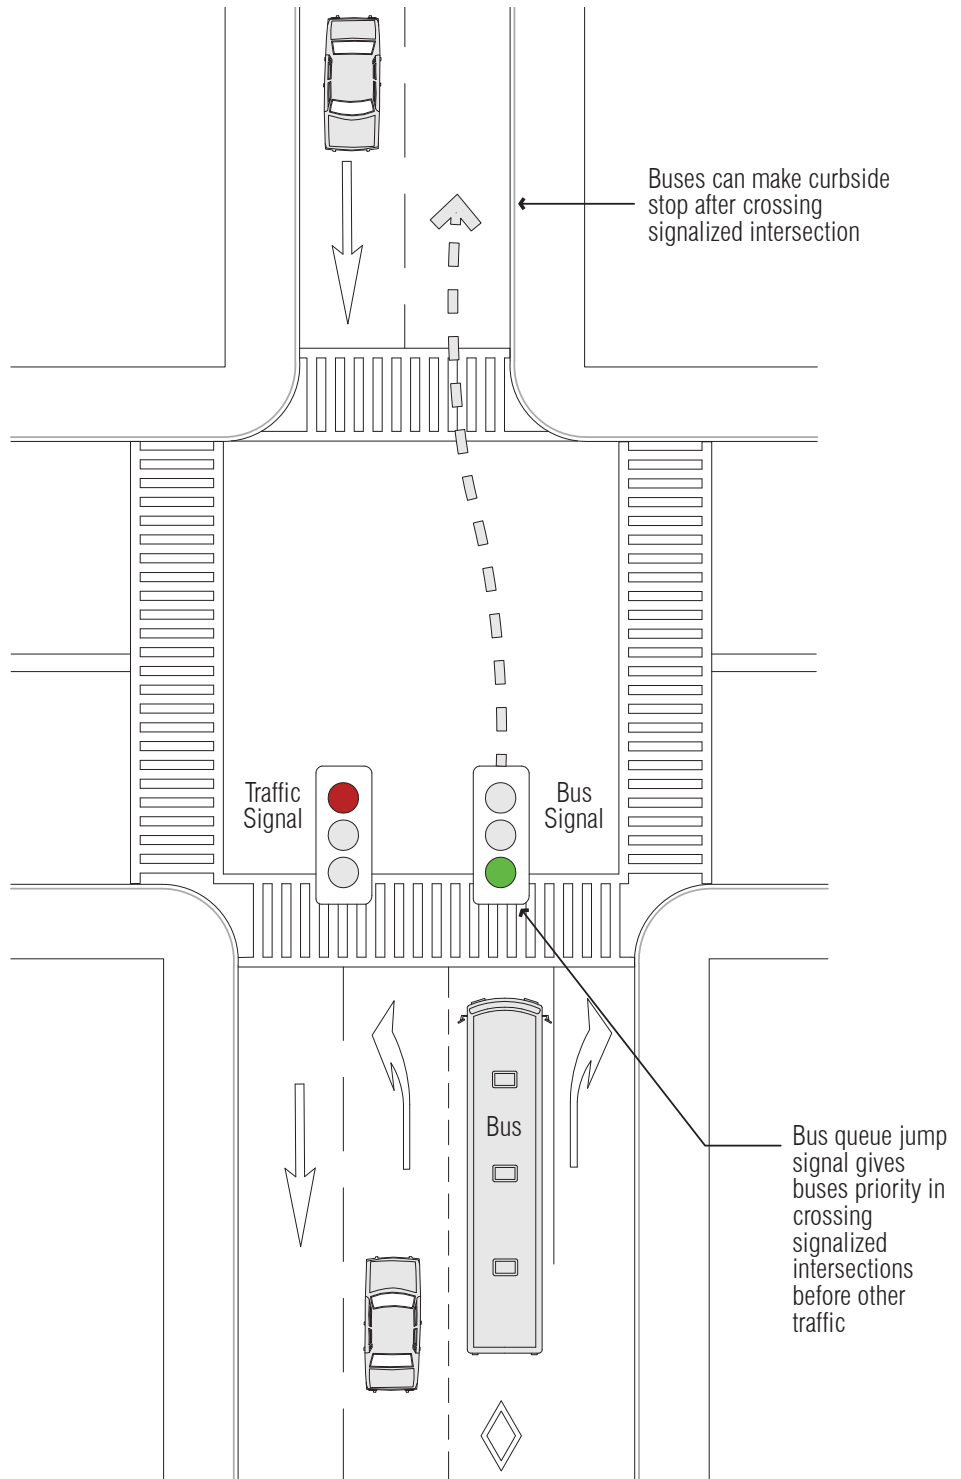 Buses can make curbside
stop after crossing
signalized intersection
Traffic
Signal
Bus
Signal
Bus
Bus queue jump
signal gives
buses priority in
crossing
signalized
intersections
before other
traffic